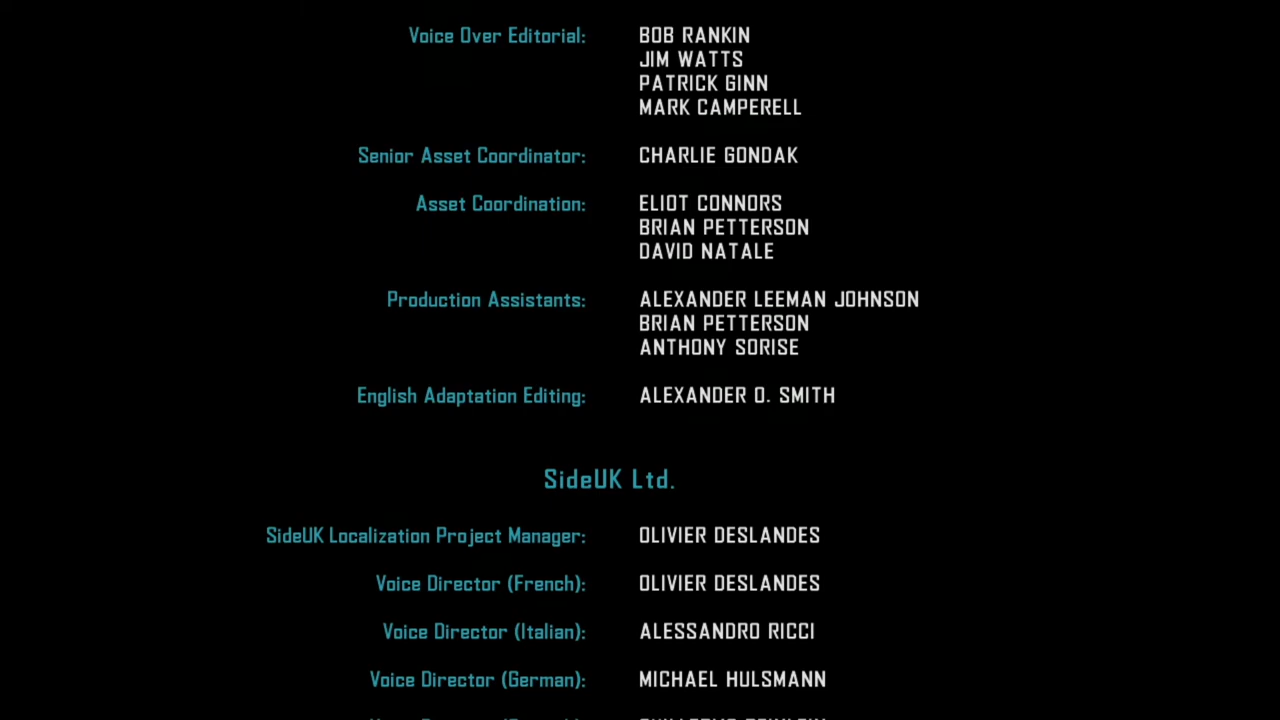 Voice Over Editorial: BOB RANKIN
JIM WATTS
PATRICK GINN
MARK CAMPERELL
Senior Asset Coordinator: CHARLIE GONDAK
Asset Coordination: ELIOT CONNORS
BRIAN PETTERSON
DAVID NATALE
Production Assistants: ALEXANDER LEEMAN JOHNSON
BRIAN PETTERSON
ANTHONY SORISE
English Adaptation Editing: ALEXANDER O. SMITH
SideUK Ltd.
SideUK Localization Project Manager: OLIVIER DESLANDES
Voice Director (French): OLIVIER DESLANDES
Voice Director (Italian): ALESSANDRO RICCI
Voice Director (German): MICHAEL HULSMANN